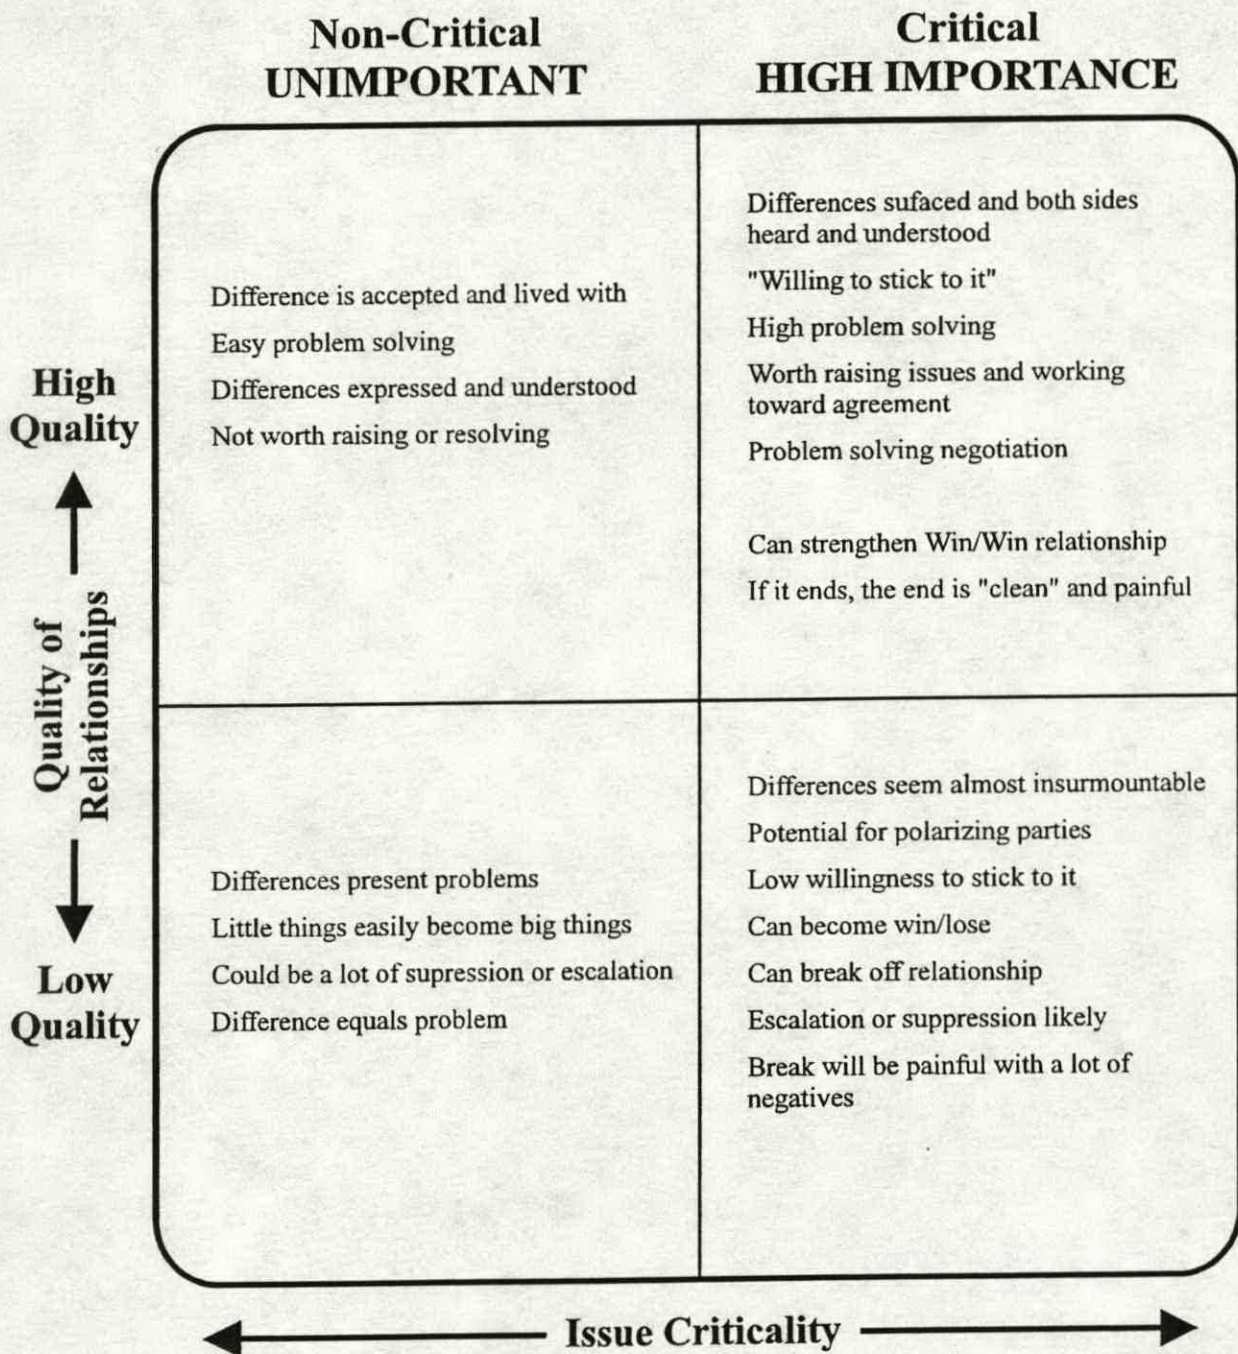 Non-Critical
UNIMPORTANT
Critical
HIGH IMPORTANCE
High
Quality
Quality of
Relationships
Low
Quality
Difference is accepted and lived with
Easy problem solving
Differences expressed and understood
Not worth raising or resolving
Differences sufaced and both sides
heard and understood
"Willing to stick to it"
High problem solving
Worth raising issues and working
toward agreement
Problem solving negotiation
Can strengthen Win/Win relationship
If it ends, the end is "clean" and painful
Differences present problems
Little things easily become big things
Could be a lot of supression or escalation
Difference equals problem
Differences seem almost insurmountable
Potential for polarizing parties
Low willingness to stick to it
Can become win/lose
Can break off relationship
Escalation or suppression likely
Break will be painful with a lot of
negatives
Issue Criticality